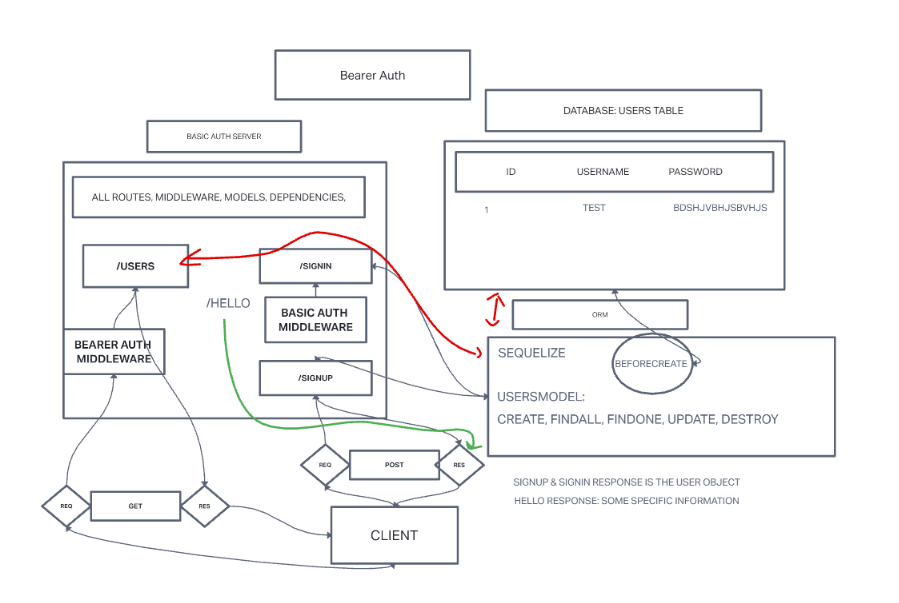 Bearer Auth
DATABASE: USERS TABLE
BASIC AUTH SERVER
ID USERNAME PASSWORD
1 TEST BDSHJVBHJSBVHJS
ALL ROUTES, MIDDLEWARE, MODELS, DEPENDENCIES,
/USERS
/SIGNIN
/HELLO
BASIC AUTH
MIDDLEWARE
BEARER AUTH
MIDDLEWARE
/SIGNUP
ORM
SEQUELIZE
BEFORECREATE
USERSMODEL:
CREATE, FINDALL, FINDONE, UPDATE, DESTROY
REQ
POST
RES
SIGNUP & SIGNIN RESPONSE IS THE USER OBJECT
HELLO RESPONSE: SOME SPECIFIC INFORMATION
REQ
GET
RES
CLIENT